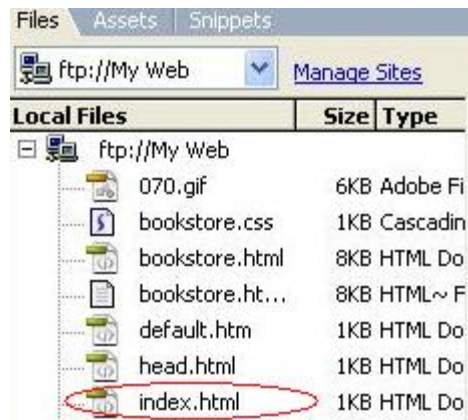 Files Assets Snippets
ftp://My Web Manage Sites
Local Files Size Type
ftp://My Web
070.gif 6KB Adobe Fi
bookstore.css 1KB Cascadin
bookstore.html 8KB HTML Do
bookstore.ht... 8KB HTML~ F
default.htm 1KB HTML Do
head.html 1KB HTML Do
index.html 1KB HTML Do